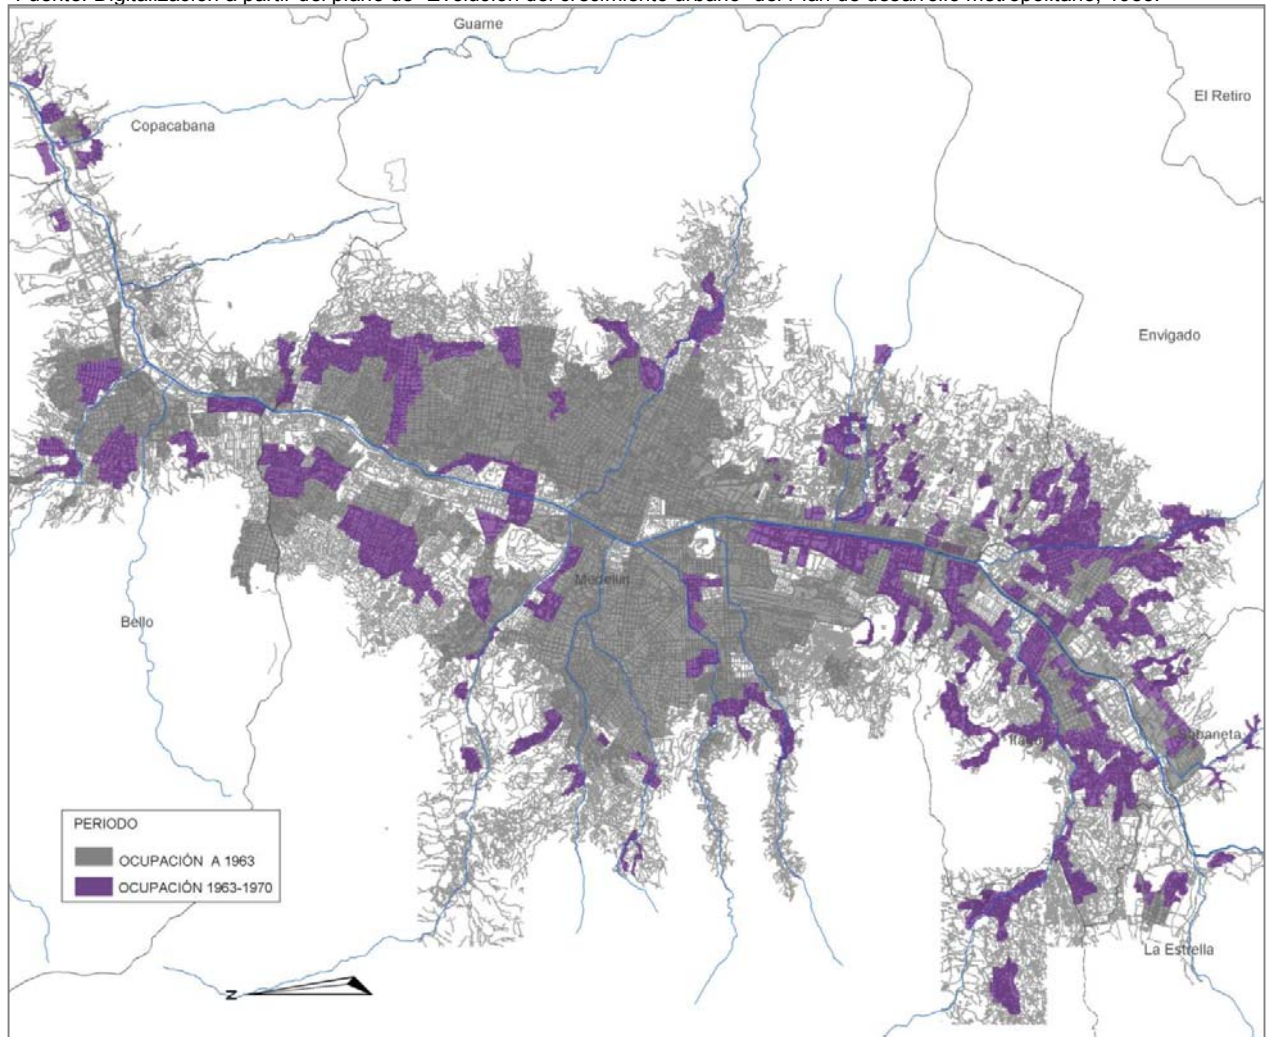 Guarne
El Retiro
Copacabana
Envigado
Medellín
Bello
Itagüí
Sabaneta
PERIODO
OCUPACIÓN A 1963
OCUPACIÓN 1963-1970
La Estrella
N